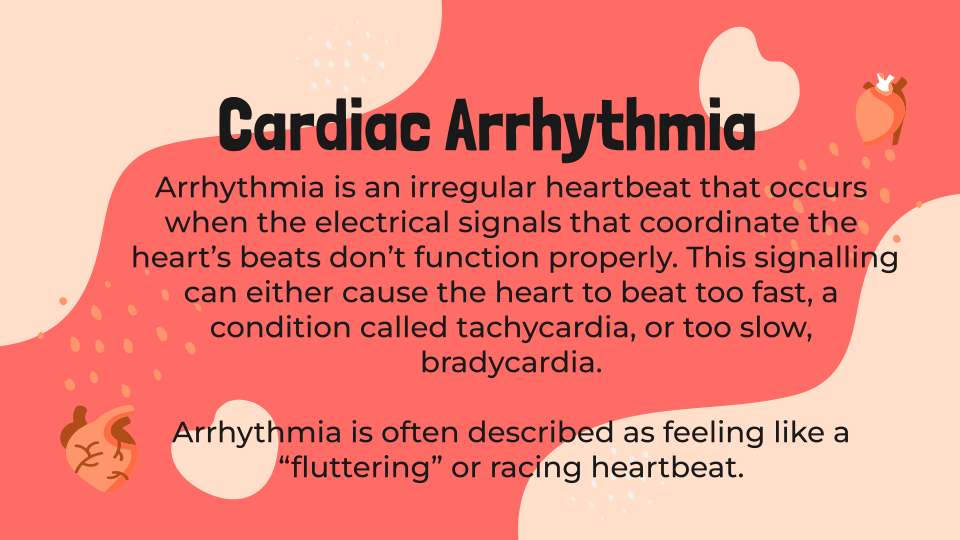 Cardiac Arrhythmia
Arrhythmia is an irregular heartbeat that occurs
when the electrical signals that coordinate the
heart’s beats don’t function properly. This signalling
can either cause the heart to beat too fast, a
condition called tachycardia, or too slow,
bradycardia.
Arrhythmia is often described as feeling like a
“fluttering” or racing heartbeat.